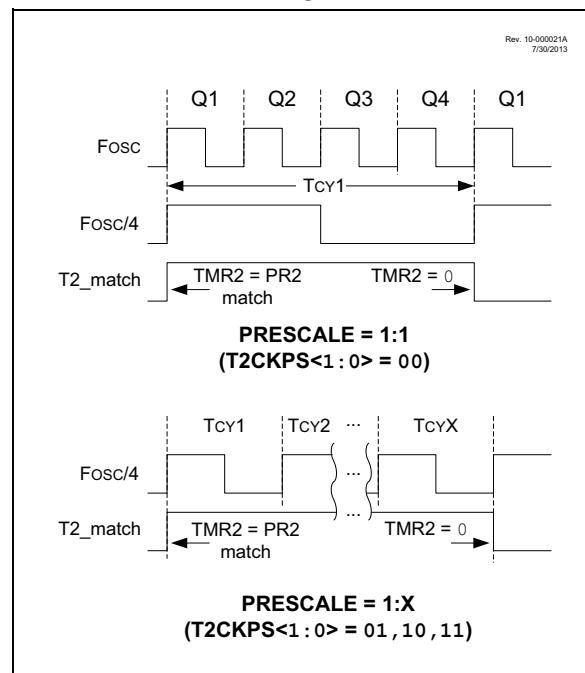 Rev. 10-000021A
7/30/2013
Q1 Q2 Q3 Q4 Q1
FOSC
TCY1
FOSC/4
T2_match
TMR2 = PR2
match
TMR2 = 0
PRESCALE = 1:1
(T2CKPS<1:0> = 00)
TCY1 TCY2 ... TCYX
FOSC/4
...
T2_match
...
TMR2 = PR2
match
TMR2 = 0
PRESCALE = 1:X
(T2CKPS<1:0> = 01,10,11)